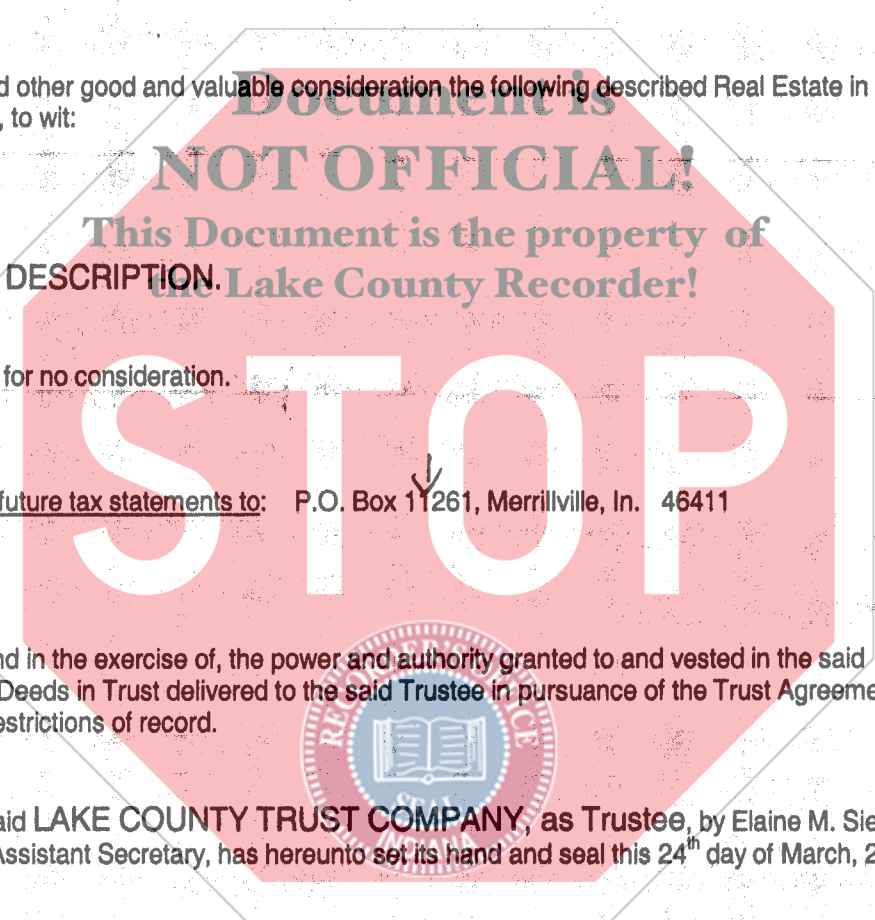 d other good and valuable consideration the following described Real Estate in
, to wit:
Document is
NOT OFFICIAL!
This Document is the property of
the Lake County Recorder!
DESCRIPTION.
for no consideration.
STOP
future tax statements to: P.O. Box 11261, Merrillville, In. 46411
nd in the exercise of, the power and authority granted to and vested in the said
Deeds in Trust delivered to the said Trustee in pursuance of the Trust Agreeme
estrictions of record.
RECORDER'S OFFICE
SEAL
INDIANA
aid LAKE COUNTY TRUST COMPANY, as Trustee, by Elaine M. Sie
Assistant Secretary, has hereunto set its hand and seal this 24th day of March, 2